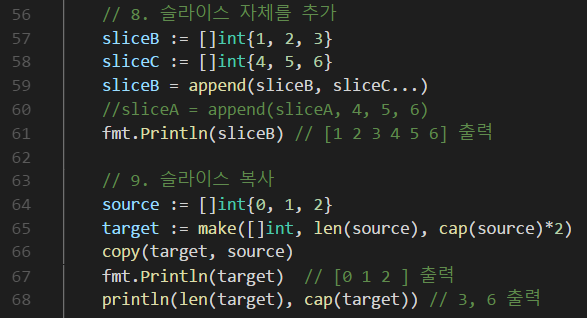 56 // 8. 슬라이스 자체를 추가
57 sliceB := []int{1, 2, 3}
58 sliceC := []int{4, 5, 6}
59 sliceB = append(sliceB, sliceC...)
60 //sliceA = append(sliceA, 4, 5, 6)
61 fmt.Println(sliceB) // [1 2 3 4 5 6] 출력
62
63 // 9. 슬라이스 복사
64 source := []int{0, 1, 2}
65 target := make([]int, len(source), cap(source)*2)
66 copy(target, source)
67 fmt.Println(target)  // [0 1 2 ] 출력
68 println(len(target), cap(target)) // 3, 6 출력